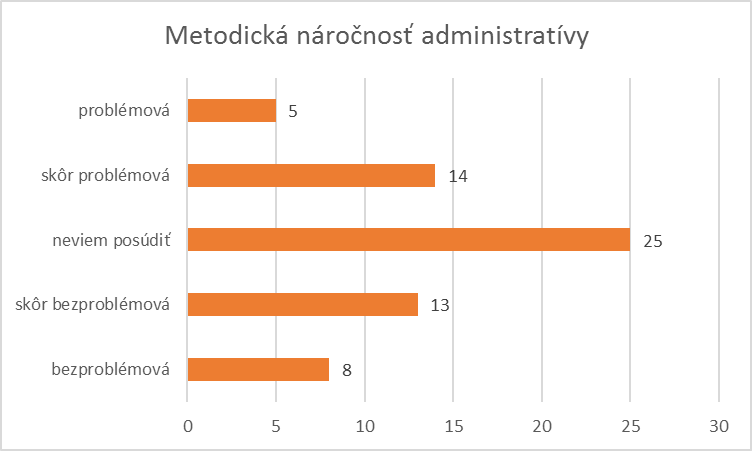 Metodická náročnosť administratívy
problémová 5
skôr problémová 14
neviem posúdiť 25
skôr bezproblémová 13
bezproblémová 8
0 5 10 15 20 25 30